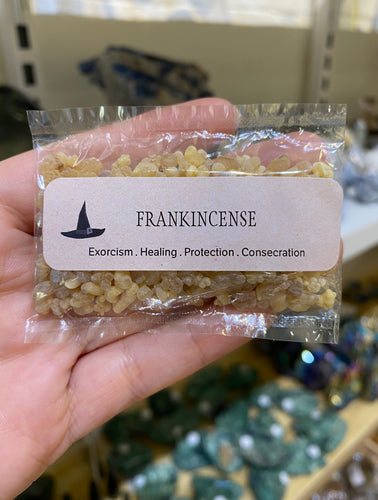 FRANKINCENSE
Exorcism . Healing . Protection . Consecration